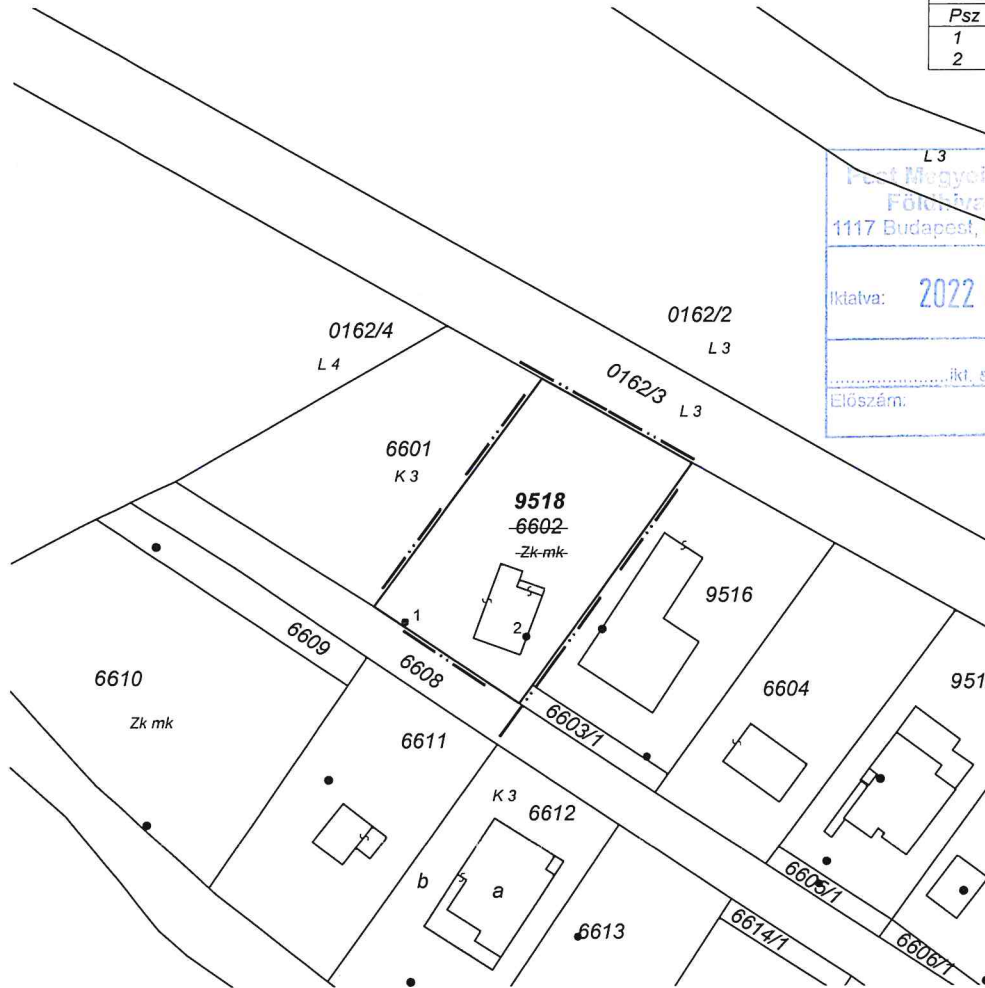 Psz
1
2
L 3
Pest Megyei
Földhiva
1117 Budapest,
Iktatva: 2022
ikt. s
Előszám:
0162/4
L 4
0162/2
L 3
0162/3
L 3
6601
K 3
9518
6602
Zk mk
1
2
9516
6609
6608
6610
Zk mk
6603/1
6604
951
6611
K 3
6612
b
a
6605/1
6613
6614/1
6606/1